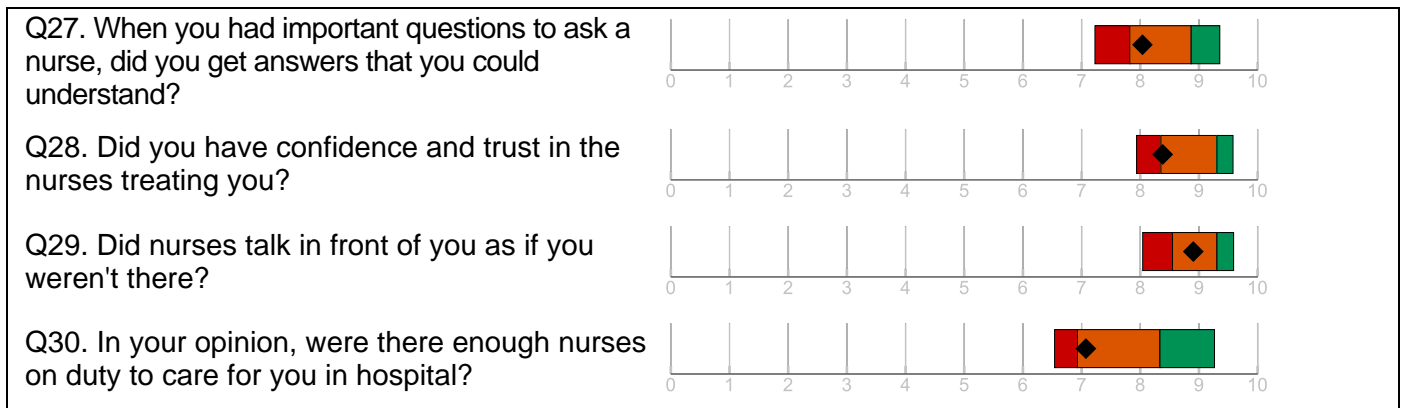 Q27. When you had important questions to ask a
nurse, did you get answers that you could
understand?
0 1 2 3 4 5 6 7 8 9 10
Q28. Did you have confidence and trust in the
nurses treating you?
0 1 2 3 4 5 6 7 8 9 10
Q29. Did nurses talk in front of you as if you
weren't there?
0 1 2 3 4 5 6 7 8 9 10
Q30. In your opinion, were there enough nurses
on duty to care for you in hospital?
0 1 2 3 4 5 6 7 8 9 10